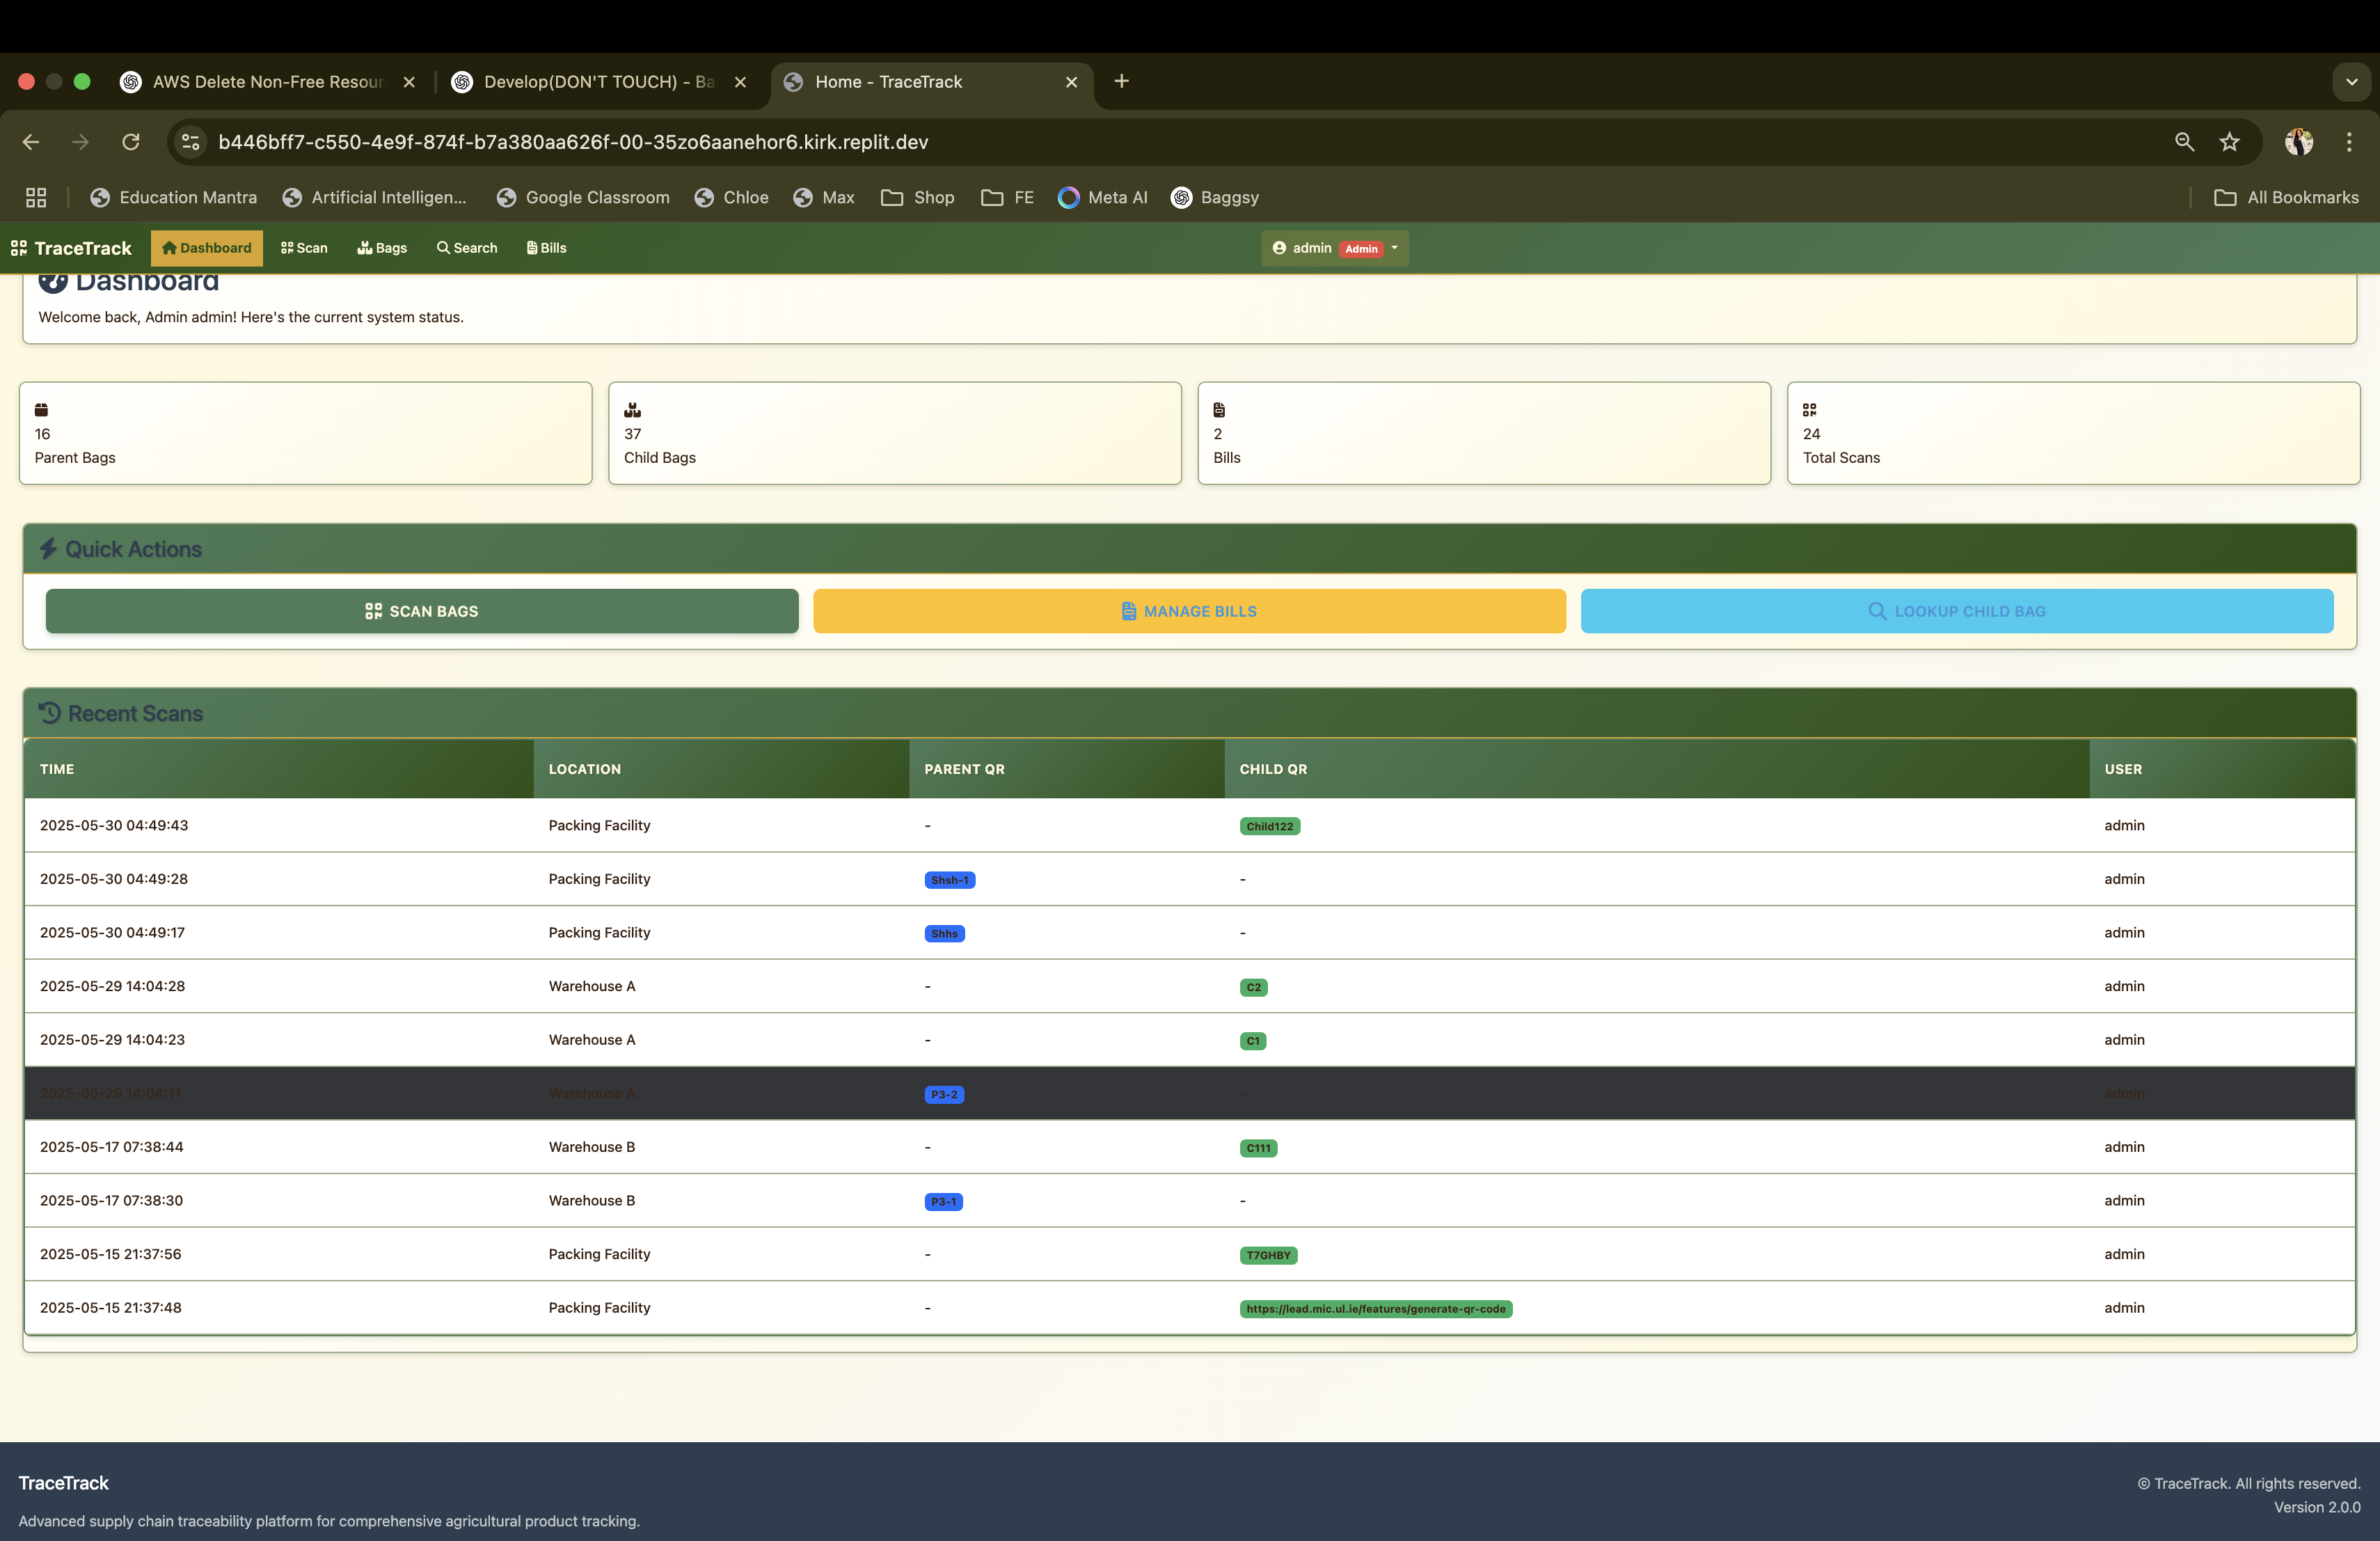 AWS Delete Non-Free Resour
Develop(DON'T TOUCH) - Ba
Home - TraceTrack
b446bff7-c550-4e9f-874f-b7a380aa626f-00-35zo6aanehor6.kirk.replit.dev
Education Mantra
Artificial Intelligen...
Google Classroom
Chloe
Max
Shop
FE
Meta AI
Baggsy
All Bookmarks
TraceTrack
Dashboard
Scan
Bags
Search
Bills
admin Admin
Dashboard
Welcome back, Admin admin! Here's the current system status.
16
Parent Bags
37
Child Bags
2
Bills
24
Total Scans
Quick Actions
SCAN BAGS
MANAGE BILLS
LOOKUP CHILD BAG
Recent Scans
TIME LOCATION PARENT QR CHILD QR USER
2025-05-30 04:49:43 Packing Facility - Child122 admin
2025-05-30 04:49:28 Packing Facility Shsh-1 - admin
2025-05-30 04:49:17 Packing Facility Shhs - admin
2025-05-29 14:04:28 Warehouse A - C2 admin
2025-05-29 14:04:23 Warehouse A - C1 admin
2025-05-29 14:04:11 Warehouse A P3-2 - admin
2025-05-17 07:38:44 Warehouse B - C111 admin
2025-05-17 07:38:30 Warehouse B P3-1 - admin
2025-05-15 21:37:56 Packing Facility - T7GHBY admin
2025-05-15 21:37:48 Packing Facility - https://lead.mic.ul.ie/features/generate-qr-code admin
TraceTrack
Advanced supply chain traceability platform for comprehensive agricultural product tracking.
© TraceTrack. All rights reserved.
Version 2.0.0